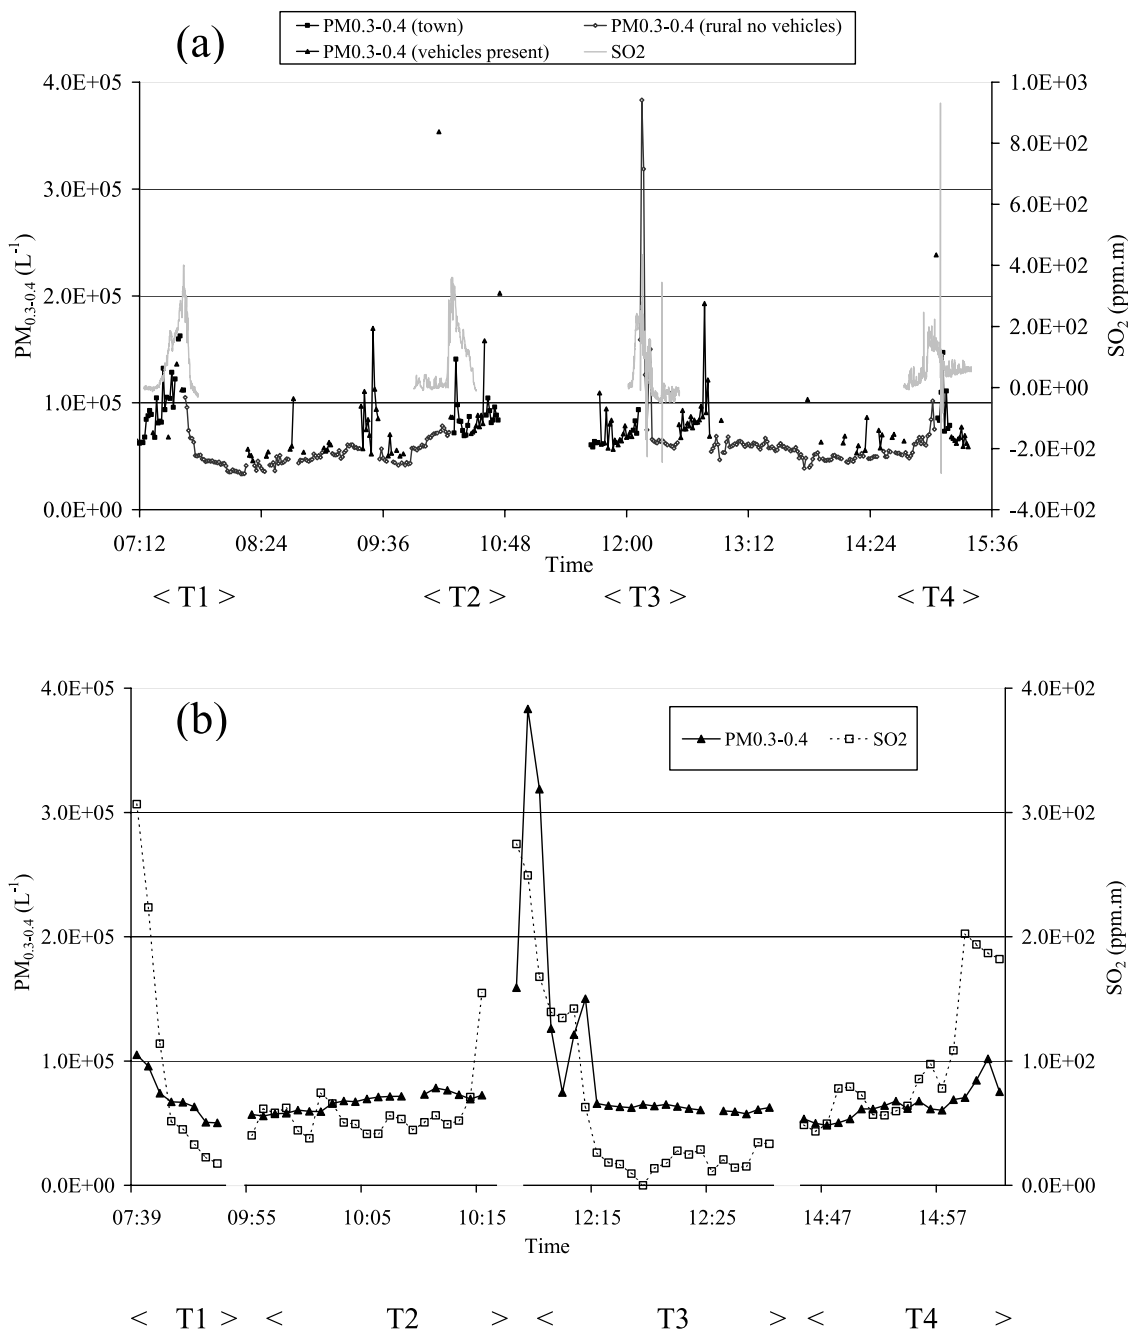 (a)
PM0.3-0.4 (town) PM0.3-0.4 (rural no vehicles)
PM0.3-0.4 (vehicles present) SO2
4.0E+05 1.0E+03
8.0E+02
3.0E+05
6.0E+02
4.0E+02
2.0E+05
2.0E+02
0.0E+00
1.0E+05
-2.0E+02
0.0E+00 -4.0E+02
PM0.3-0.4 (L-1)
SO2 (ppm.m)
07:12 08:24 09:36 10:48 12:00 13:12 14:24 15:36
Time
< T1 > < T2 > < T3 > < T4 >
(b)
PM0.3-0.4 SO2
4.0E+05 4.0E+02
3.0E+05 3.0E+02
2.0E+05 2.0E+02
1.0E+05 1.0E+02
0.0E+00 0.0E+00
PM0.3-0.4 (L-1)
SO2 (ppm.m)
07:39 09:55 10:05 10:15 12:15 12:25 14:47 14:57
Time
< T1 > < T2 > < T3 > < T4 >